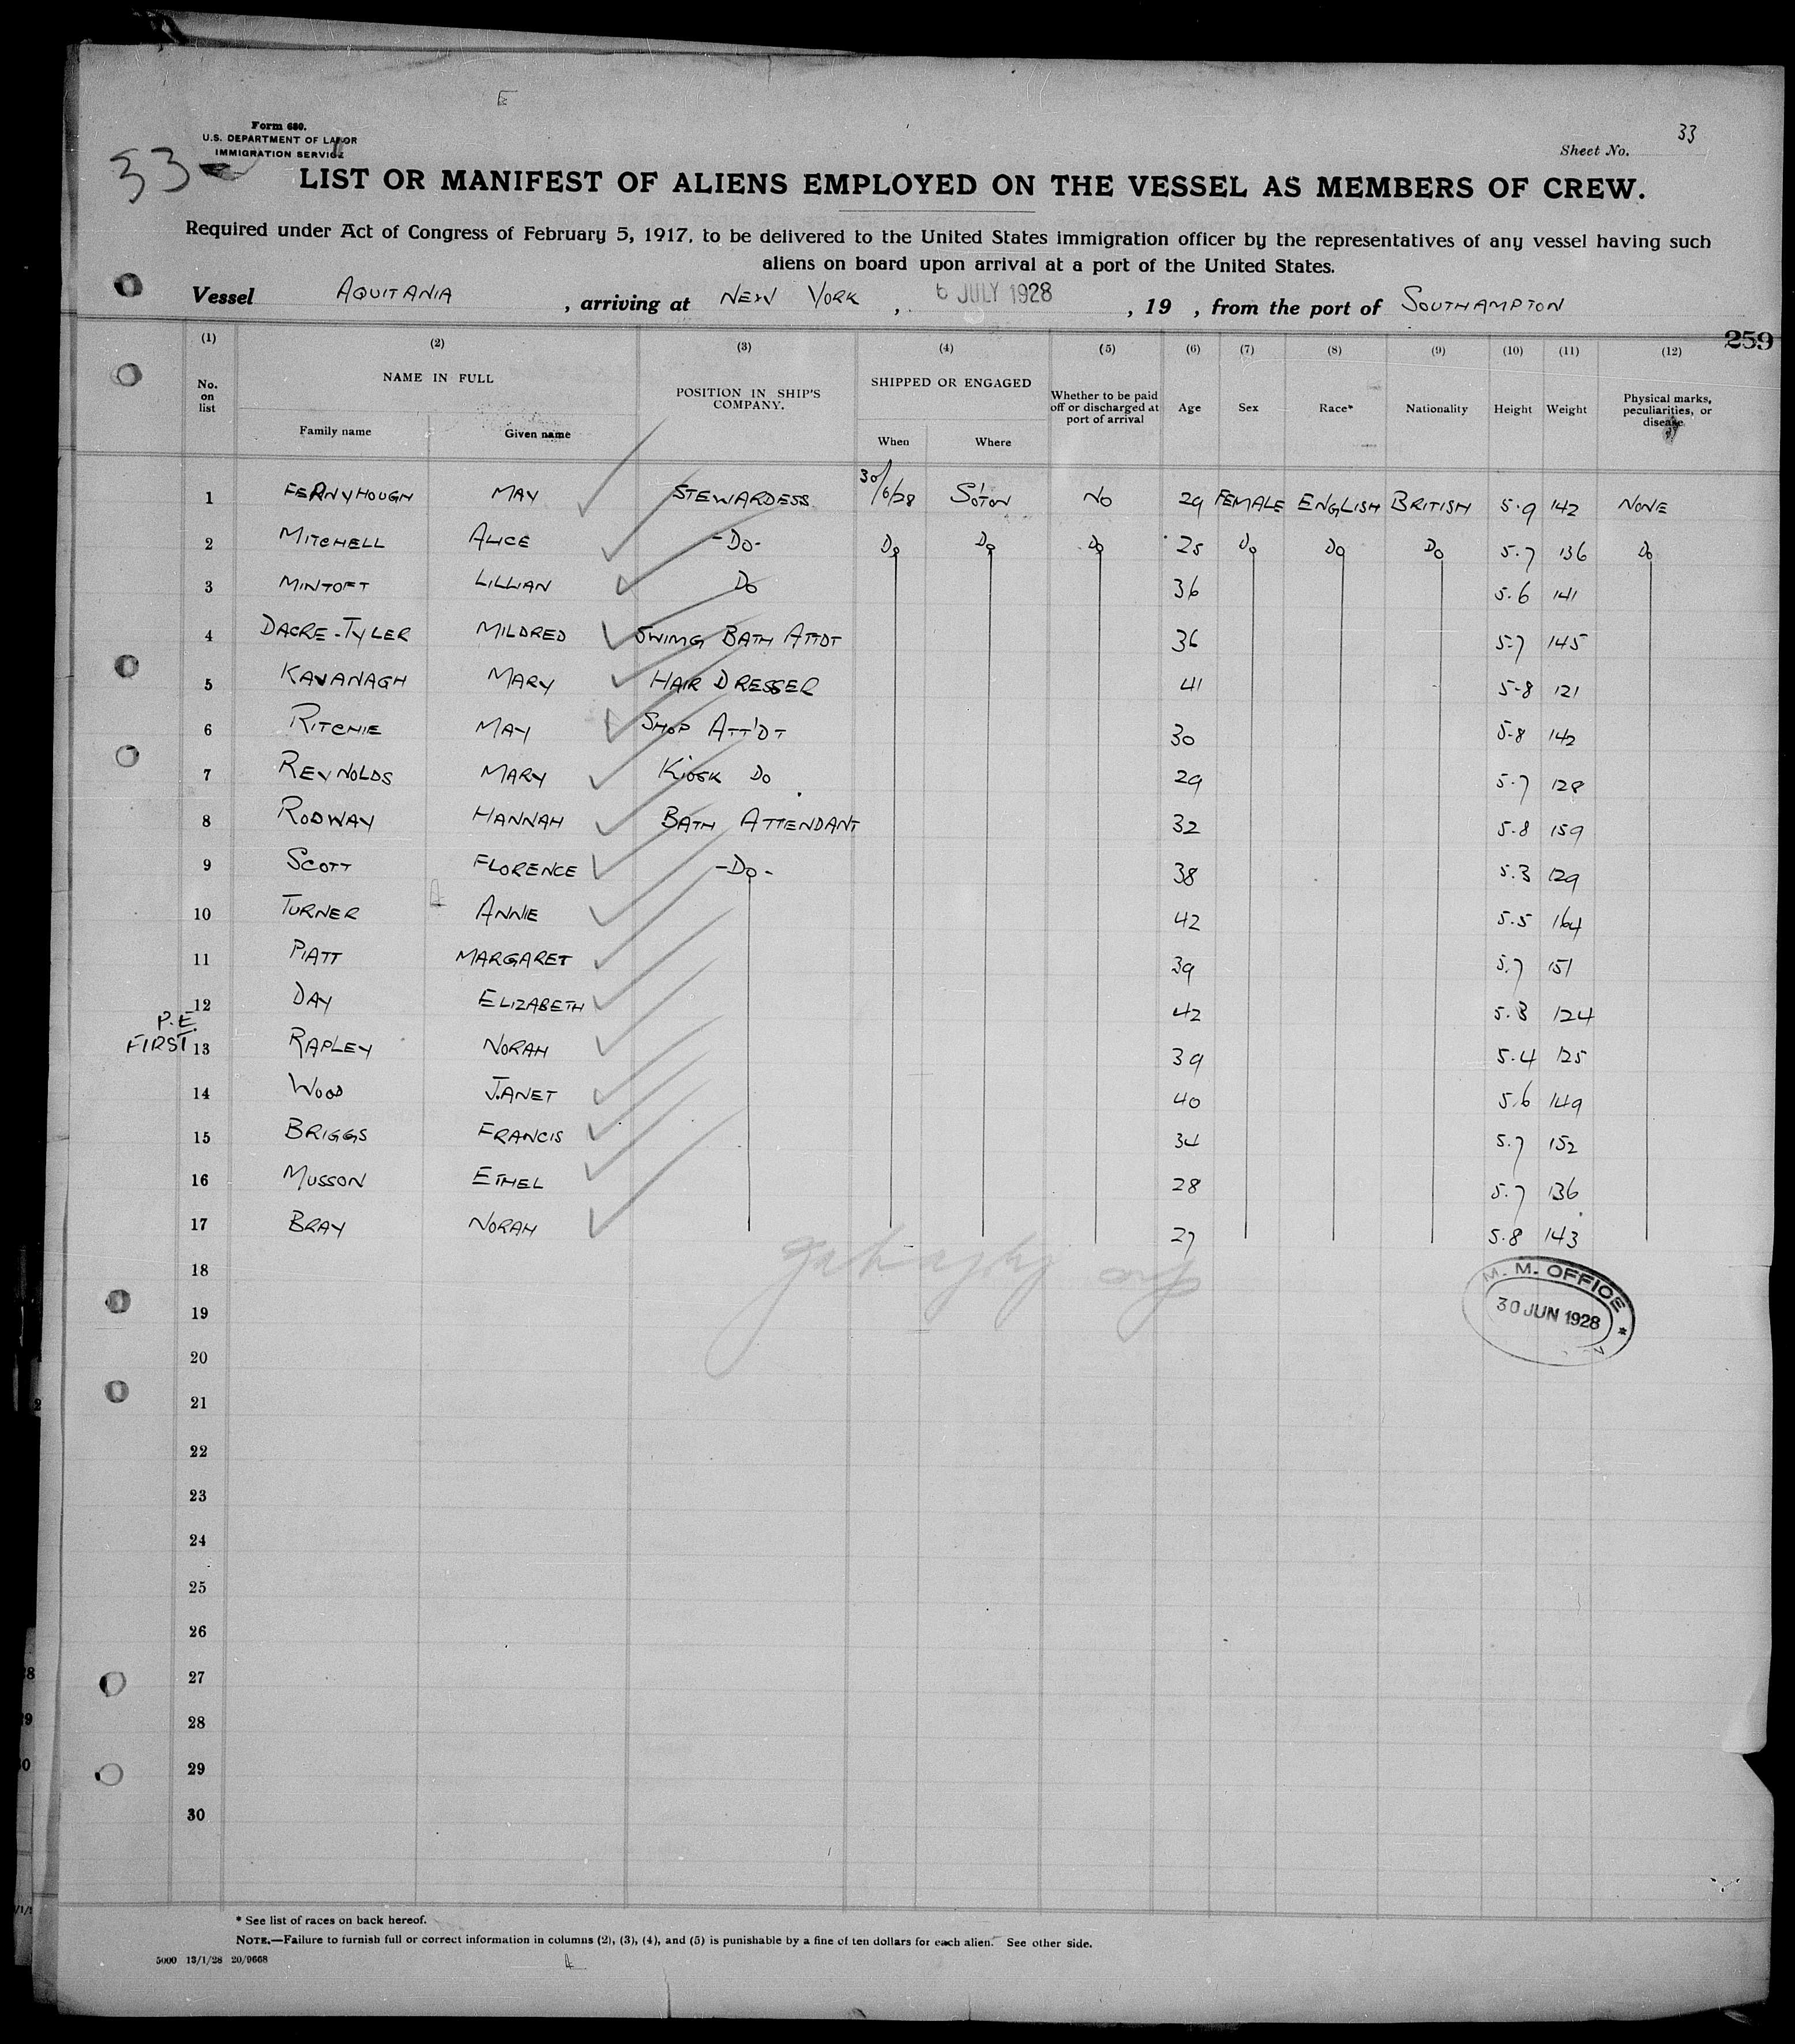 Form 680.
U.S. DEPARTMENT OF LABOR
IMMIGRATION SERVICE
33
Sheet No. 33
LIST OR MANIFEST OF ALIENS EMPLOYED ON THE VESSEL AS MEMBERS OF CREW.
Required under Act of Congress of February 5, 1917, to be delivered to the United States immigration officer by the representatives of any vessel having such
aliens on board upon arrival at a port of the United States.
Vessel AQUITANIA, arriving at NEW YORK, 6 JULY 1928, 19 , from the port of SOUTHAMPTON
259
(1) (2) (3) (4) (5) (6) (7) (8) (9) (10) (11) (12)
No. on list NAME IN FULL POSITION IN SHIP'S COMPANY. SHIPPED OR ENGAGED Whether to be paid off or discharged at port of arrival Age Sex Race* Nationality Height Weight Physical marks, peculiarities, or disease
Family name Given name When Where
1 FERNYHOUGH MAY STEWARDESS 30/6/28 S'OTON NO 29 FEMALE ENGLISH BRITISH 5.9 142 NONE
2 MITCHELL ALICE -DO- DO DO DO 25 DO DO DO 5.7 136 DO
3 MINTOFT LILLIAN DO 36 5.6 141
4 DACRE-TYLER MILDRED SWIMG BATH ATTDT 36 5-7 145
5 KAVANAGH MARY HAIR DRESSER 41 5-8 121
6 RITCHIE MAY SHOP ATT'DT 30 5-8 142
7 REYNOLDS MARY KIOSK DO 29 5.7 128
8 RODWAY HANNAH BATH ATTENDANT 32 5-8 159
9 SCOTT FLORENCE -DO- 38 5.3 129
10 TURNER ANNIE 42 5.5 164
11 PIATT MARGARET 39 5.7 151
12 DAY ELIZABETH 42 5.3 124
P.E.
FIRST 13 RAPLEY NORAH 39 5.4 125
14 WOOD JANET 40 5.6 149
15 BRIGGS FRANCIS 34 5.7 152
16 MUSSON ETHEL 28 5.7 136
17 BRAY NORAH 27 5.8 143
18
M. M. OFFICE
30 JUN 1928
19
20
21
22
23
24
25
26
27
28
29
30
* See list of races on back hereof.
NOTE.—Failure to furnish full or correct information in columns (2), (3), (4), and (5) is punishable by a fine of ten dollars for each alien. See other side.
5000 13/1/28 20/9668